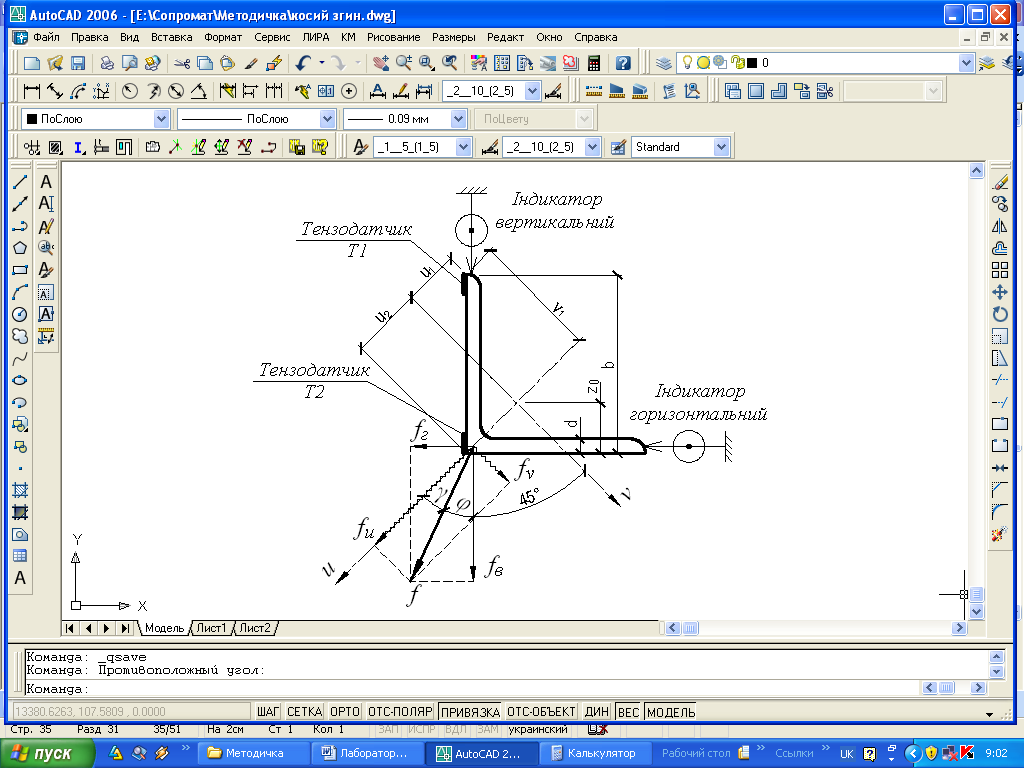 AutoCAD 2006 - [E:\Сопромат\Методичка\косий згин.dwg]
Файл Правка Вид Вставка Формат Сервис ЛИРА КМ Рисование Размеры Редакт Окно Справка
0
_2__10_(2_5)
ПоСлою ПоСлою 0.09 мм ПоЦвету
_1__5_(1_5) _2__10_(2_5) Standard
Індикатор
вертикальний
Тензодатчик
Т1
u1
u2
v1
b
z0
d
Тензодатчик
Т2
Індикатор
горизонтальний
fг
fv
45°
v
γ φ
fu
u
fв
f
Y
X
Модель Лист1 Лист2
Команда: _qsave
Команда: Противоположный угол:
Команда:
13380.6263, 107.5809 , 0.0000 ШАГ СЕТКА ОРТО ОТС-ПОЛЯР ПРИВЯЗКА ОТС-ОБЪЕКТ ДИН ВЕС МОДЕЛЬ
Стр. 35 Разд 31 35/51 На 2см Ст 1 Кол 1 ЗАП ИСПР ВДЛ ЗАМ украинский
пуск Методичка Лаборатор... AutoCAD 2... Калькулятор Рабочий стол Ссылки UK 9:02